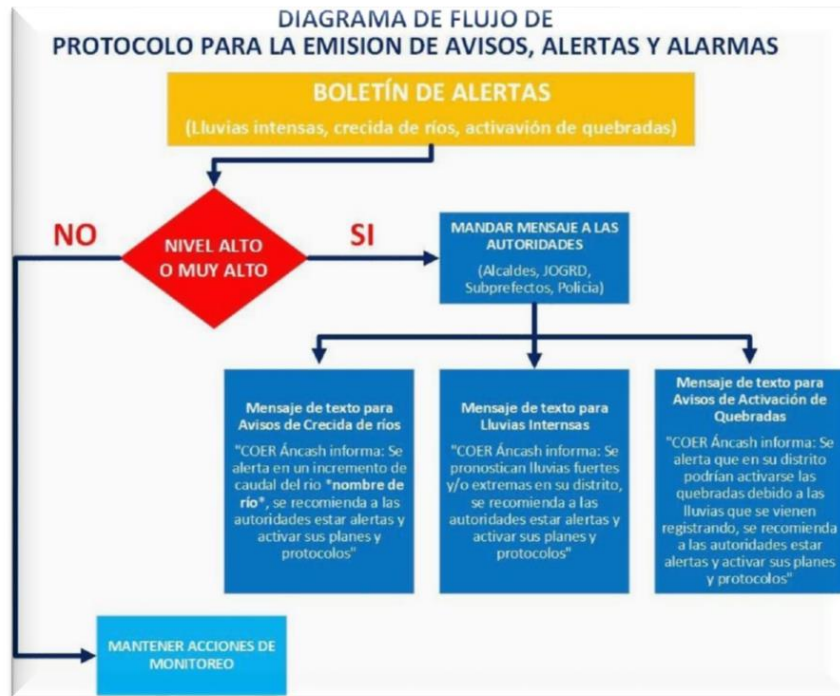 DIAGRAMA DE FLUJO DE
PROTOCOLO PARA LA EMISION DE AVISOS, ALERTAS Y ALARMAS
BOLETÍN DE ALERTAS
(Lluvias intensas, crecida de ríos, activavión de quebradas)
NO
NIVEL ALTO
O MUY ALTO
SI
MANDAR MENSAJE A LAS
AUTORIDADES
(Alcaldes, JOGRD,
Subprefectos, Policia)
Mensaje de texto para
Avisos de Crecida de ríos
"COER Áncash informa: Se
alerta en un incremento de
caudal del rio *nombre de
río*, se recomienda a las
autoridades estar alertas y
activar sus planes y
protocolos"
Mensaje de texto para
Lluvias Internsas
"COER Áncash informa: Se
pronostican lluvias fuertes
y/o extremas en su distrito,
se recomienda a las
autoridades estar alertas y
activar sus planes y
protocolos"
Mensaje de texto para
Avisos de Activación de
Quebradas
"COER Áncash informa: Se
alerta que en su distrito
podrían activarse las
quebradas debido a las
lluvias que se vienen
registrando, se recomienda
a las autoridades estar
alertas y activar sus planes
y protocolos"
MANTENER ACCIONES DE
MONITOREO